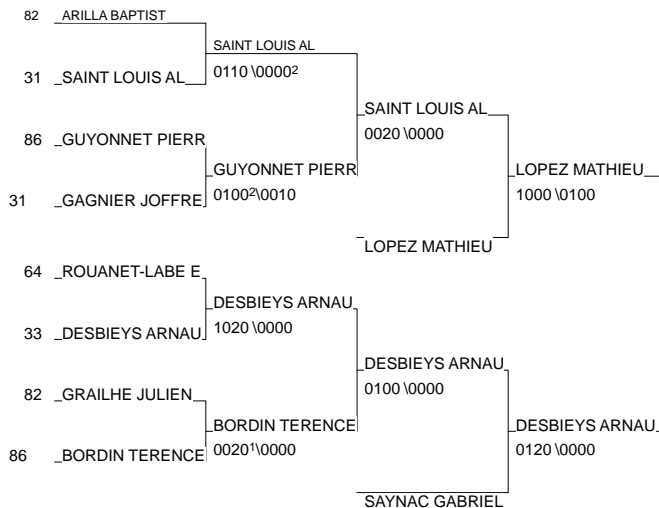 82 ARILLA BAPTIST
SAINT LOUIS AL
0110 \0000²
31 SAINT LOUIS AL
SAINT LOUIS AL
0020 \0000
86 GUYONNET PIERR
GUYONNET PIERR
0100²\0010
LOPEZ MATHIEU
1000 \0100
31 GAGNIER JOFFRE
LOPEZ MATHIEU
64 ROUANET-LABE E
DESBIEYS ARNAU
1020 \0000
33 DESBIEYS ARNAU
DESBIEYS ARNAU
0100 \0000
82 GRAILHE JULIEN
BORDIN TERENCE
0020¹\0000
DESBIEYS ARNAU
0120 \0000
86 BORDIN TERENCE
SAYNAC GABRIEL